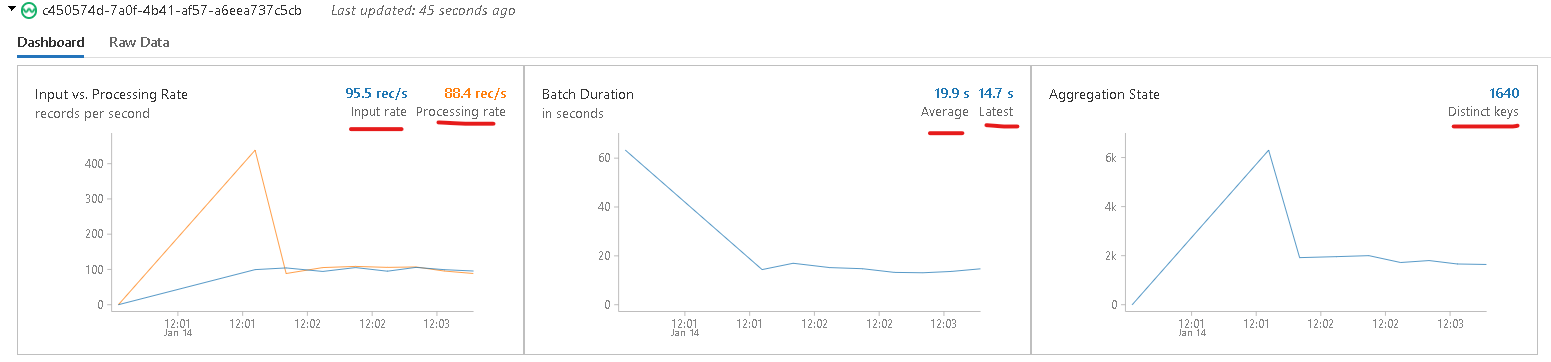 c450574d-7a0f-4b41-af57-a6eea737c5cb Last updated: 45 seconds ago
Dashboard Raw Data
Input vs. Processing Rate
records per second
95.5 rec/s 88.4 rec/s
Input rate Processing rate
400
300
200
100
0
12:01 12:01 12:02 12:02 12:03
Jan 14
Batch Duration
in seconds
19.9 s 14.7 s
Average Latest
60
40
20
0
12:01 12:01 12:02 12:02 12:03
Jan 14
Aggregation State
1640
Distinct keys
6k
4k
2k
0
12:01 12:01 12:02 12:02 12:03
Jan 14